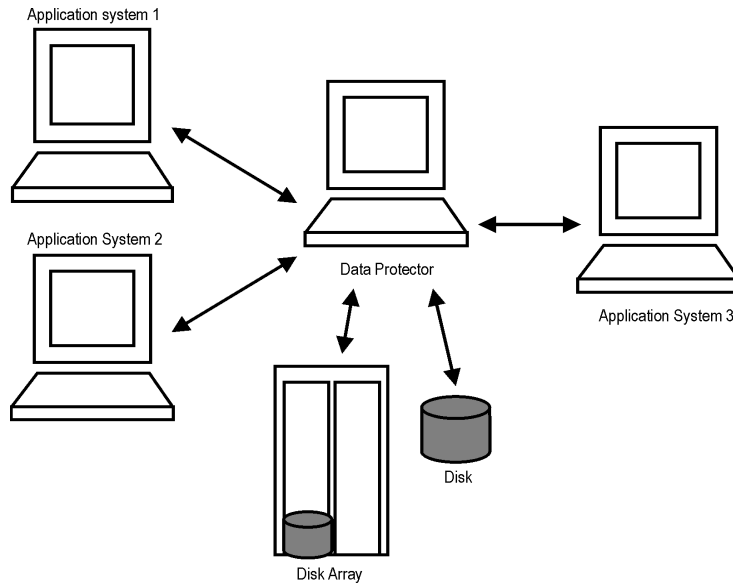 Application system 1
Application System 2
Data Protector
Application System 3
Disk
Disk Array